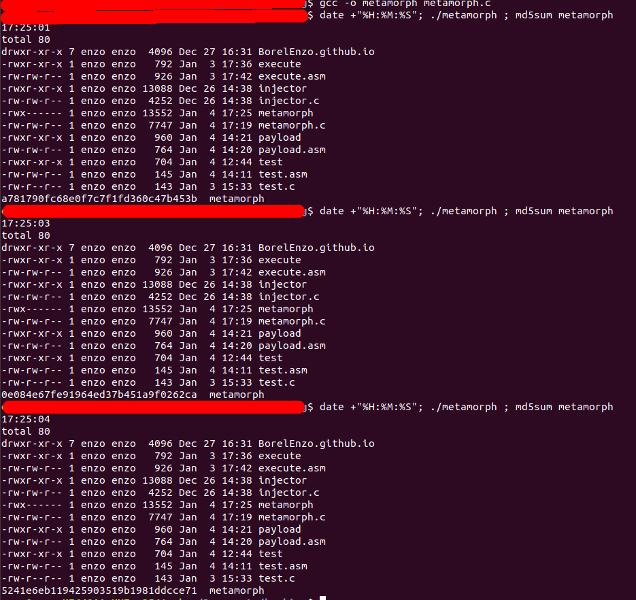 $ gcc -o metamorph metamorph.c
$ date +"%H:%M:%S"; ./metamorph ; md5sum metamorph
17:25:01
total 80
drwxr-xr-x 7 enzo enzo  4096 Dec 27 16:31 BorelEnzo.github.io
-rwxr-xr-x 1 enzo enzo   792 Jan  3 17:36 execute
-rw-rw-r-- 1 enzo enzo   926 Jan  3 17:42 execute.asm
-rwxr-xr-x 1 enzo enzo 13088 Dec 26 14:38 injector
-rw-rw-r-- 1 enzo enzo  4252 Dec 26 14:38 injector.c
-rwx------ 1 enzo enzo 13552 Jan  4 17:25 metamorph
-rw-rw-r-- 1 enzo enzo  7747 Jan  4 17:19 metamorph.c
-rwxr-xr-x 1 enzo enzo   960 Jan  4 14:21 payload
-rw-rw-r-- 1 enzo enzo   764 Jan  4 14:20 payload.asm
-rwxr-xr-x 1 enzo enzo   704 Jan  4 12:44 test
-rw-rw-r-- 1 enzo enzo   145 Jan  4 14:11 test.asm
-rw-r--r-- 1 enzo enzo   143 Jan  3 15:33 test.c
a781790fc68e0f7c7f1fd360c47b453b  metamorph
g$ date +"%H:%M:%S"; ./metamorph ; md5sum metamorph
17:25:03
total 80
drwxr-xr-x 7 enzo enzo  4096 Dec 27 16:31 BorelEnzo.github.io
-rwxr-xr-x 1 enzo enzo   792 Jan  3 17:36 execute
-rw-rw-r-- 1 enzo enzo   926 Jan  3 17:42 execute.asm
-rwxr-xr-x 1 enzo enzo 13088 Dec 26 14:38 injector
-rw-rw-r-- 1 enzo enzo  4252 Dec 26 14:38 injector.c
-rwx------ 1 enzo enzo 13552 Jan  4 17:25 metamorph
-rw-rw-r-- 1 enzo enzo  7747 Jan  4 17:19 metamorph.c
-rwxr-xr-x 1 enzo enzo   960 Jan  4 14:21 payload
-rw-rw-r-- 1 enzo enzo   764 Jan  4 14:20 payload.asm
-rwxr-xr-x 1 enzo enzo   704 Jan  4 12:44 test
-rw-rw-r-- 1 enzo enzo   145 Jan  4 14:11 test.asm
-rw-r--r-- 1 enzo enzo   143 Jan  3 15:33 test.c
0e084e67fe91964ed37b451a9f0262ca  metamorph
g$ date +"%H:%M:%S"; ./metamorph ; md5sum metamorph
17:25:04
total 80
drwxr-xr-x 7 enzo enzo  4096 Dec 27 16:31 BorelEnzo.github.io
-rwxr-xr-x 1 enzo enzo   792 Jan  3 17:36 execute
-rw-rw-r-- 1 enzo enzo   926 Jan  3 17:42 execute.asm
-rwxr-xr-x 1 enzo enzo 13088 Dec 26 14:38 injector
-rw-rw-r-- 1 enzo enzo  4252 Dec 26 14:38 injector.c
-rwx------ 1 enzo enzo 13552 Jan  4 17:25 metamorph
-rw-rw-r-- 1 enzo enzo  7747 Jan  4 17:19 metamorph.c
-rwxr-xr-x 1 enzo enzo   960 Jan  4 14:21 payload
-rw-rw-r-- 1 enzo enzo   764 Jan  4 14:20 payload.asm
-rwxr-xr-x 1 enzo enzo   704 Jan  4 12:44 test
-rw-rw-r-- 1 enzo enzo   145 Jan  4 14:11 test.asm
-rw-r--r-- 1 enzo enzo   143 Jan  3 15:33 test.c
5241e6eb119425903519b1981ddcce71  metamorph